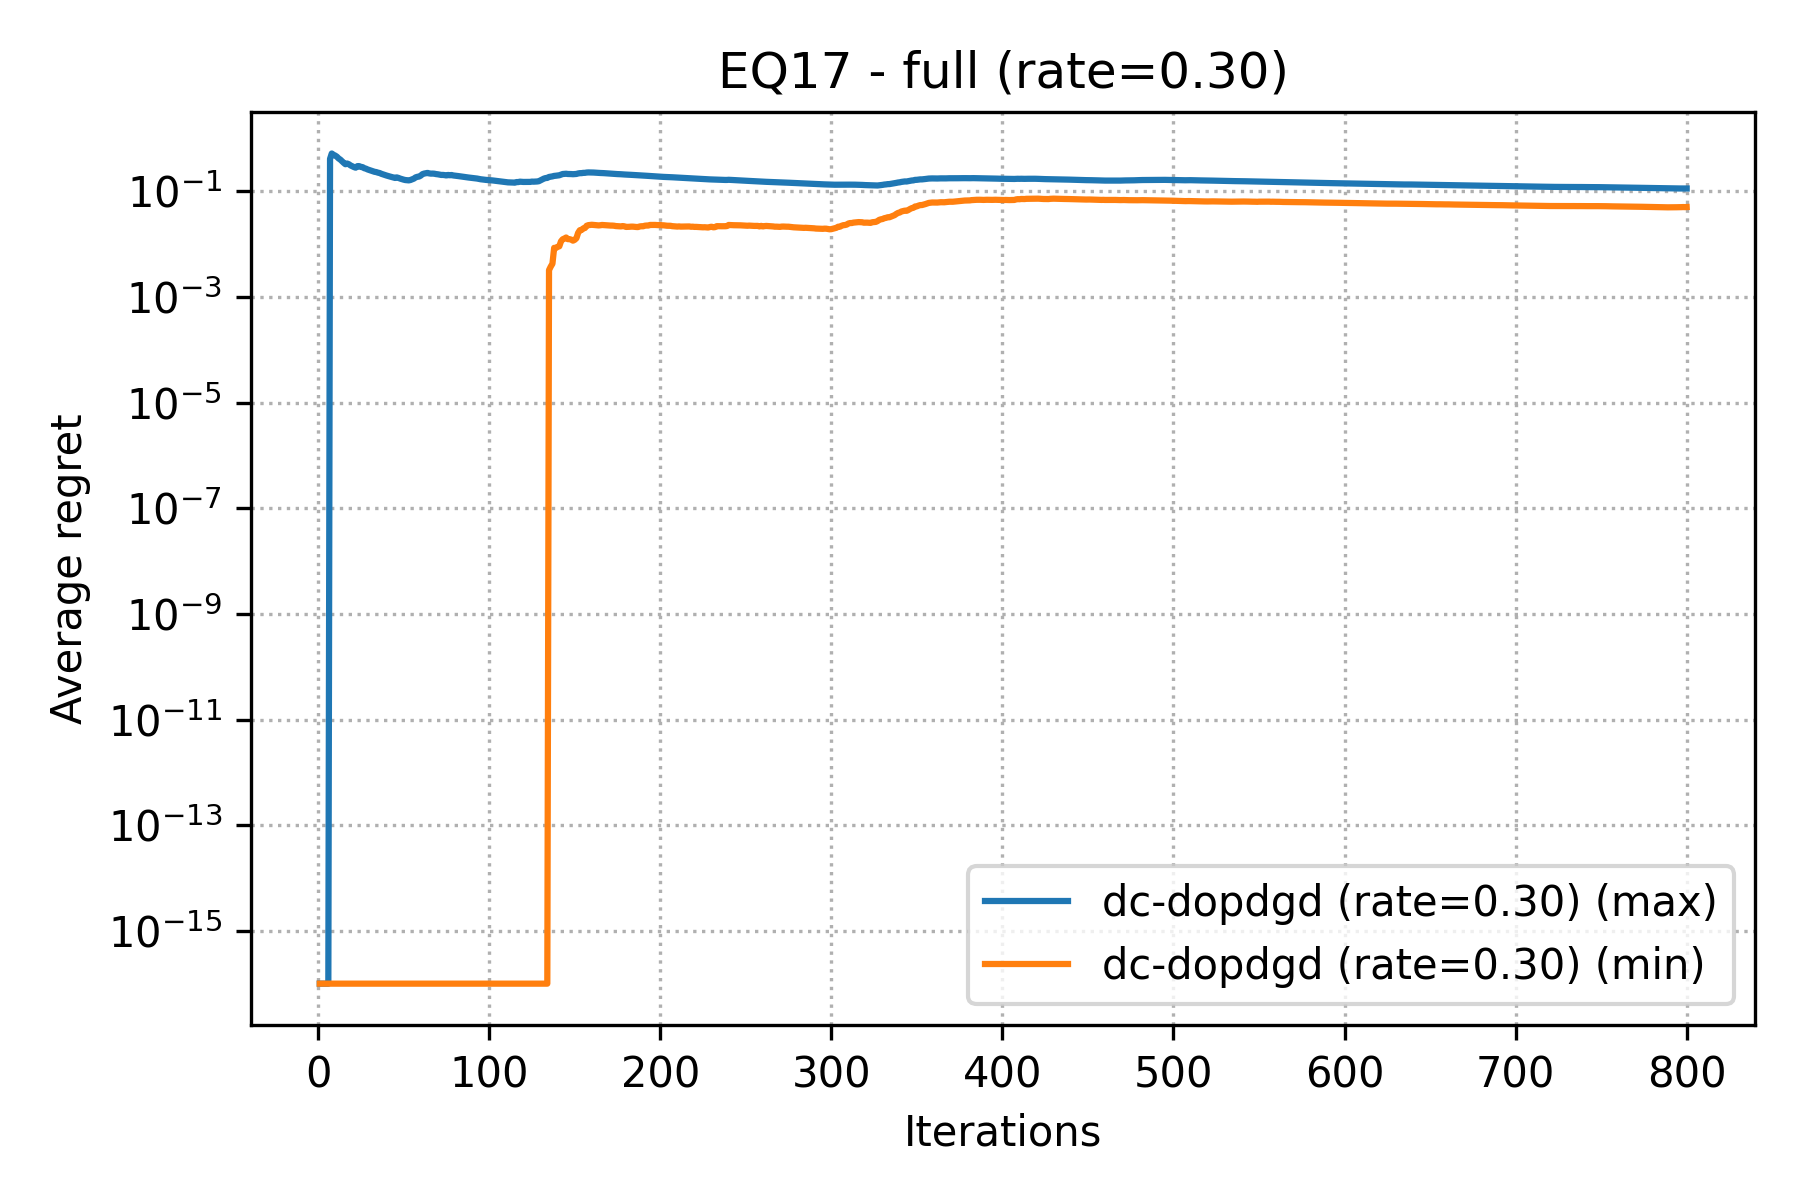 EQ17 - full (rate=0.30)
Average regret
10⁻¹
10⁻³
10⁻⁵
10⁻⁷
10⁻⁹
10⁻¹¹
10⁻¹³
10⁻¹⁵
dc-dopdgd (rate=0.30) (max)
dc-dopdgd (rate=0.30) (min)
0 100 200 300 400 500 600 700 800
Iterations